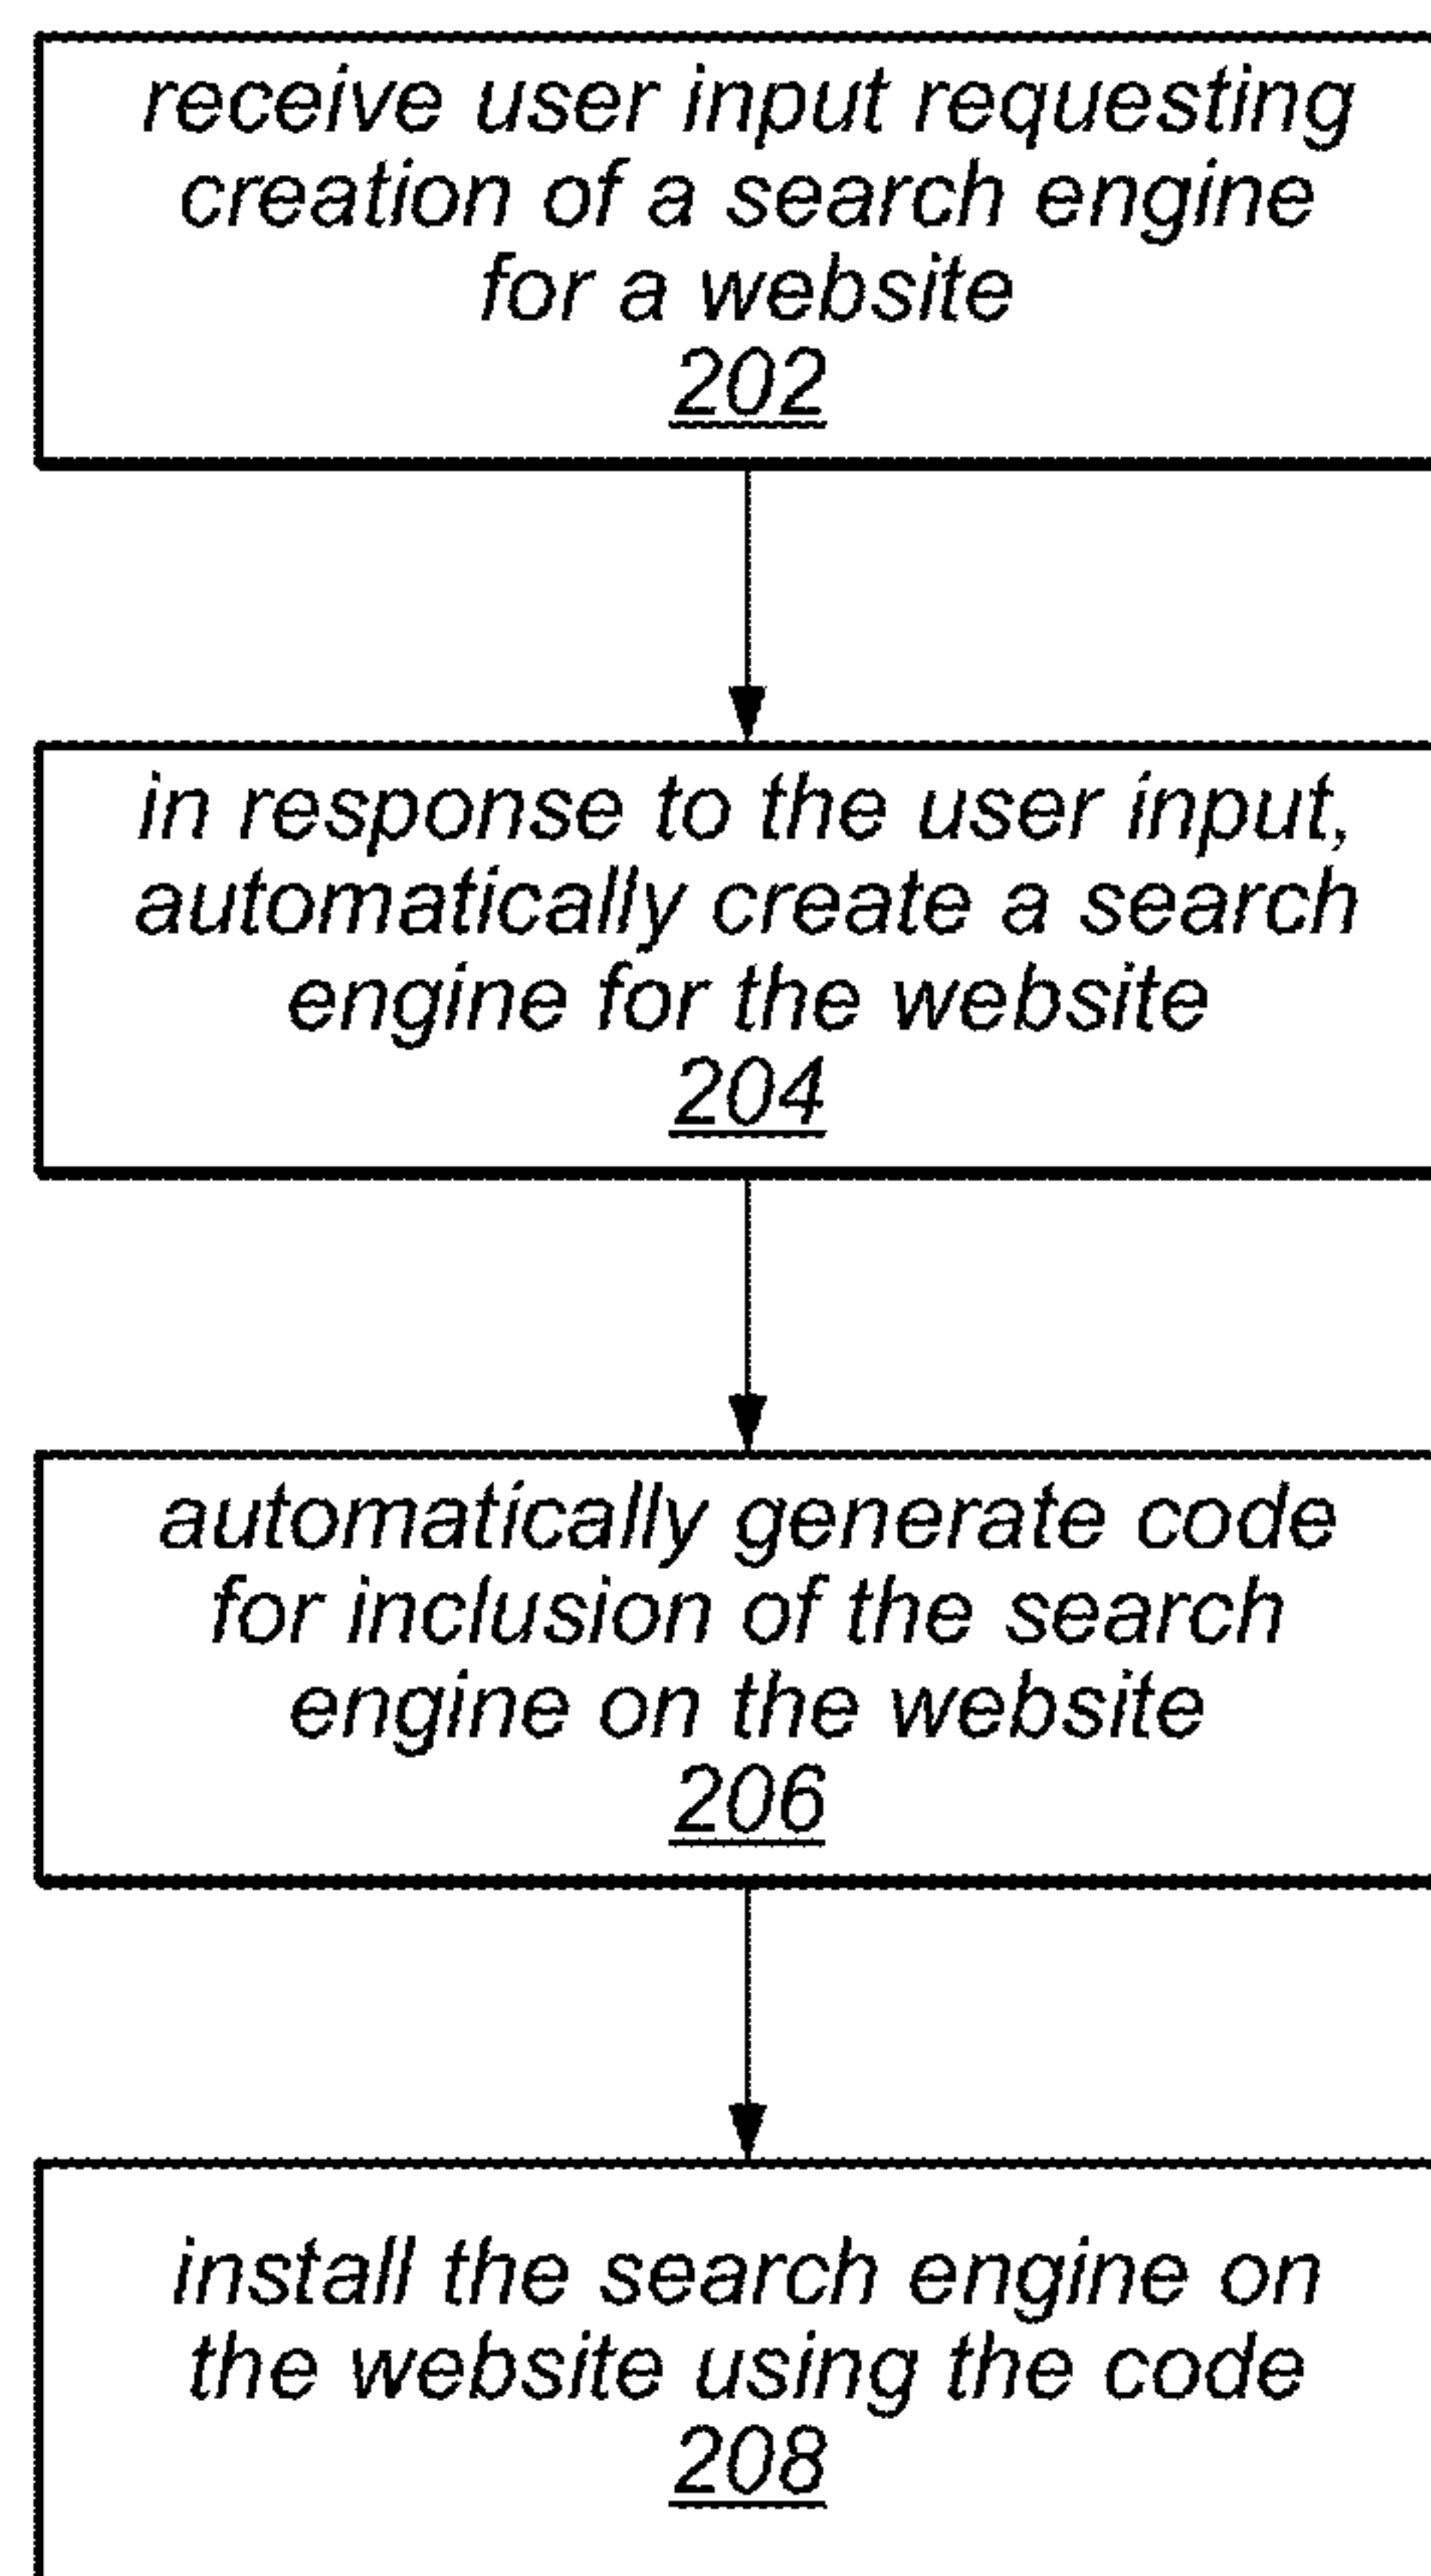 receive user input requesting
creation of a search engine
for a website
202
in response to the user input,
automatically create a search
engine for the website
204
automatically generate code
for inclusion of the search
engine on the website
206
install the search engine on
the website using the code
208